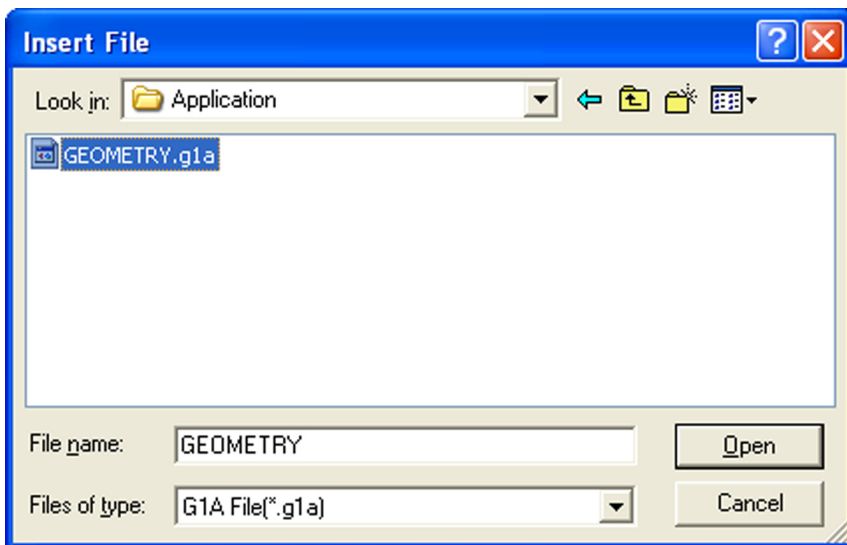 Insert File
Look in: Application
GEOMETRY.g1a
File name: GEOMETRY Open
Files of type: G1A File(*.g1a) Cancel